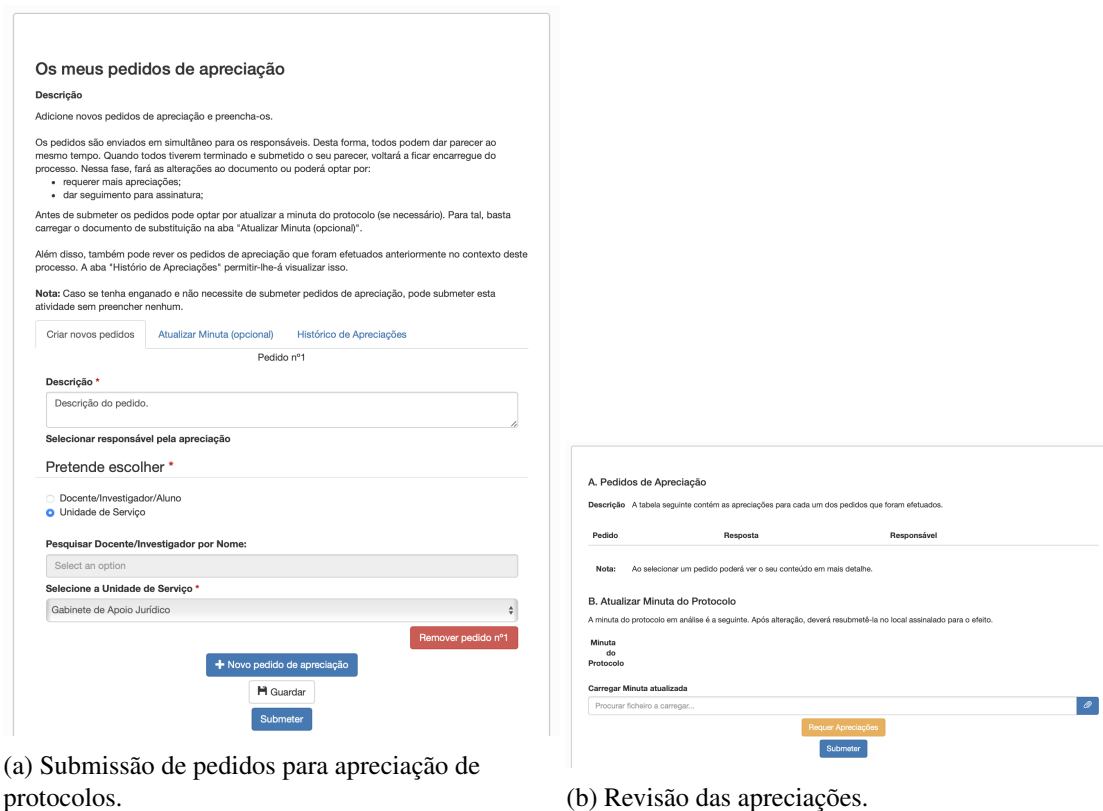 Os meus pedidos de apreciação
Descrição
Adicione novos pedidos de apreciação e preencha-os.
Os pedidos são enviados em simultâneo para os responsáveis. Desta forma, todos podem dar parecer ao
mesmo tempo. Quando todos tiverem terminado e submetido o seu parecer, voltará a ficar encarregue do
processo. Nessa fase, fará as alterações ao documento ou poderá optar por:
• requerer mais apreciações;
• dar seguimento para assinatura;
Antes de submeter os pedidos pode optar por atualizar a minuta do protocolo (se necessário). Para tal, basta
carregar o documento de substituição na aba "Atualizar Minuta (opcional)".
Além disso, também pode rever os pedidos de apreciação que foram efetuados anteriormente no contexto deste
processo. A aba "Histório de Apreciações" permitir-lhe-á visualizar isso.
Nota: Caso se tenha enganado e não necessite de submeter pedidos de apreciação, pode submeter esta
atividade sem preencher nenhum.
Criar novos pedidos Atualizar Minuta (opcional) Histórico de Apreciações
Pedido nº1
Descrição *
Descrição do pedido.
Selecionar responsável pela apreciação
Pretende escolher *
Docente/Investigador/Aluno
Unidade de Serviço
Pesquisar Docente/Investigador por Nome:
Select an option
Selecione a Unidade de Serviço *
Gabinete de Apoio Jurídico
Remover pedido nº1
+ Novo pedido de apreciação
Guardar
Submeter
(a) Submissão de pedidos para apreciação de
protocolos.
A. Pedidos de Apreciação
Descrição A tabela seguinte contém as apreciações para cada um dos pedidos que foram efetuados.
Pedido Resposta Responsável
Nota: Ao selecionar um pedido poderá ver o seu conteúdo em mais detalhe.
B. Atualizar Minuta do Protocolo
A minuta do protocolo em análise é a seguinte. Após alteração, deverá resubmetê-la no local assinalado para o efeito.
Minuta
do
Protocolo
Carregar Minuta atualizada
Procurar ficheiro a carregar...
Requer Apreciações
Submeter
(b) Revisão das apreciações.